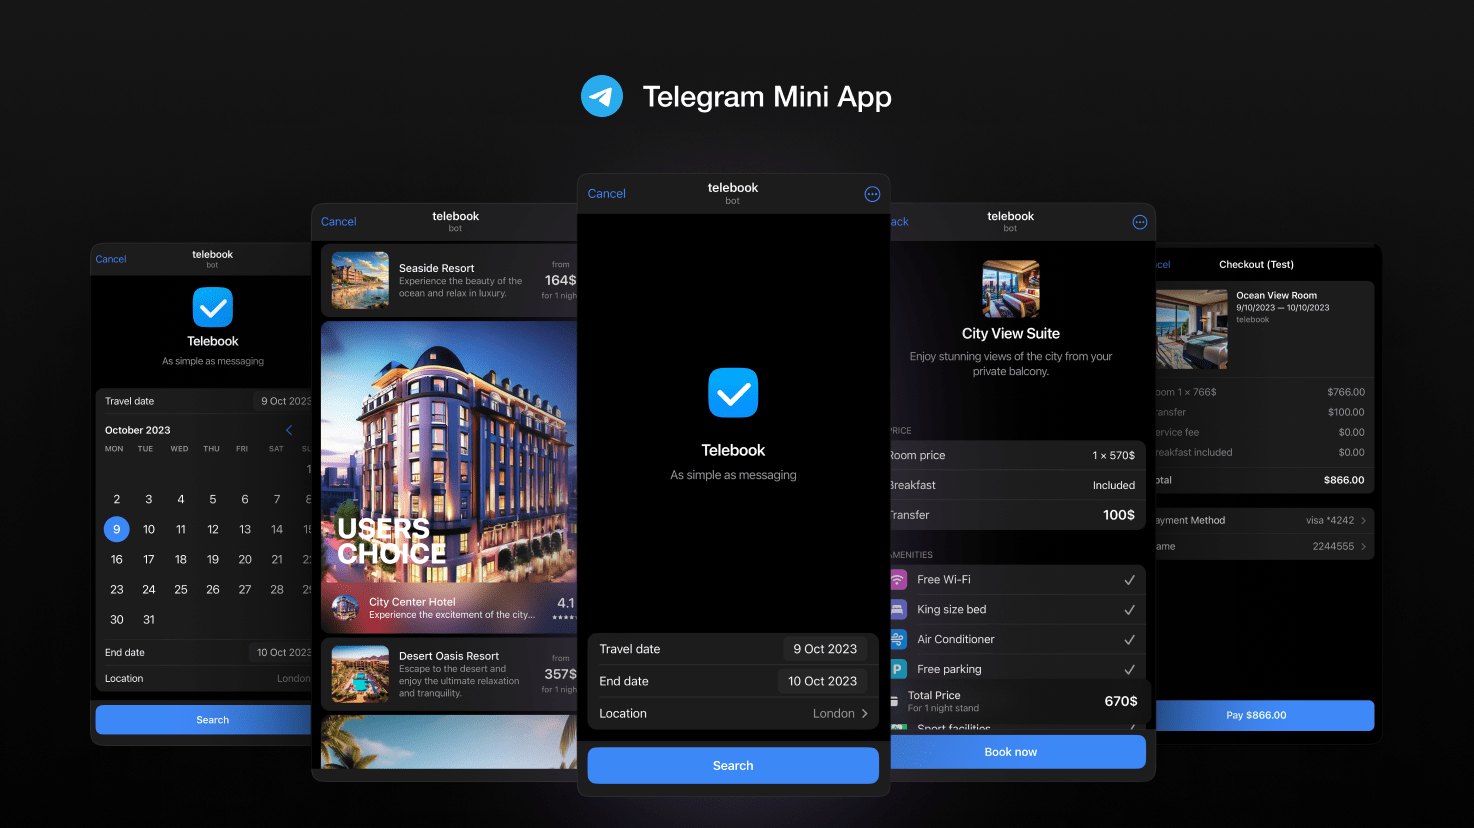 Telegram Mini App
Cancel
telebook
bot
Telebook
As simple as messaging
Travel date
9 Oct 2023
October 2023
MON TUE WED THU FRI SAT
1
2 3 4 5 6 7 8
9 10 11 12 13 14
16 17 18 19 20 21
23 24 25 26 27 28
30 31
End date
10 Oct 2023
Location
London
Search
Cancel
telebook
bot
Seaside Resort
Experience the beauty of the
ocean and relax in luxury.
from
164$
for 1 nigh
USERS
CHOICE
City Center Hotel
Experience the excitement of the city...
4.1
Desert Oasis Resort
Escape to the desert and
enjoy the ultimate relaxation
and tranquility.
from
357$
for 1 nigh
Cancel
telebook
bot
Telebook
As simple as messaging
Travel date
9 Oct 2023
End date
10 Oct 2023
Location
London
Search
ack
telebook
bot
City View Suite
Enjoy stunning views of the city from your
private balcony.
PRICE
Room price
1 × 570$
Breakfast
Included
Transfer
100$
AMENITIES
Free Wi-Fi
King size bed
Air Conditioner
P Free parking
Total Price
For 1 night stand
670$
Sport facilities
Book now
cel
Checkout (Test)
Ocean View Room
9/10/2023 — 10/10/2023
telebook
oom 1 × 766$
$766.00
ansfer
$100.00
ervice fee
$0.00
reakfast included
$0.00
otal
$866.00
ayment Method
visa *4242
ame
2244555
Pay $866.00